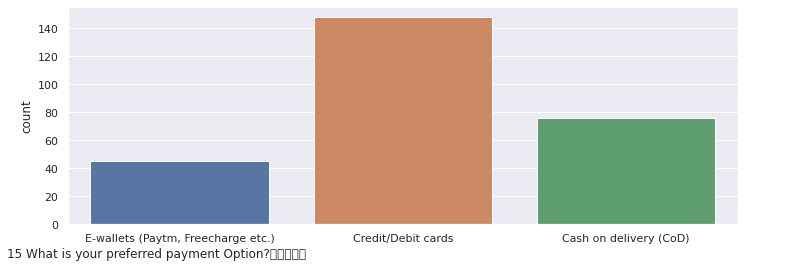 140
120
100
80
60
40
20
0
count
E-wallets (Paytm, Freecharge etc.) Credit/Debit cards Cash on delivery (CoD)
15 What is your preferred payment Option?